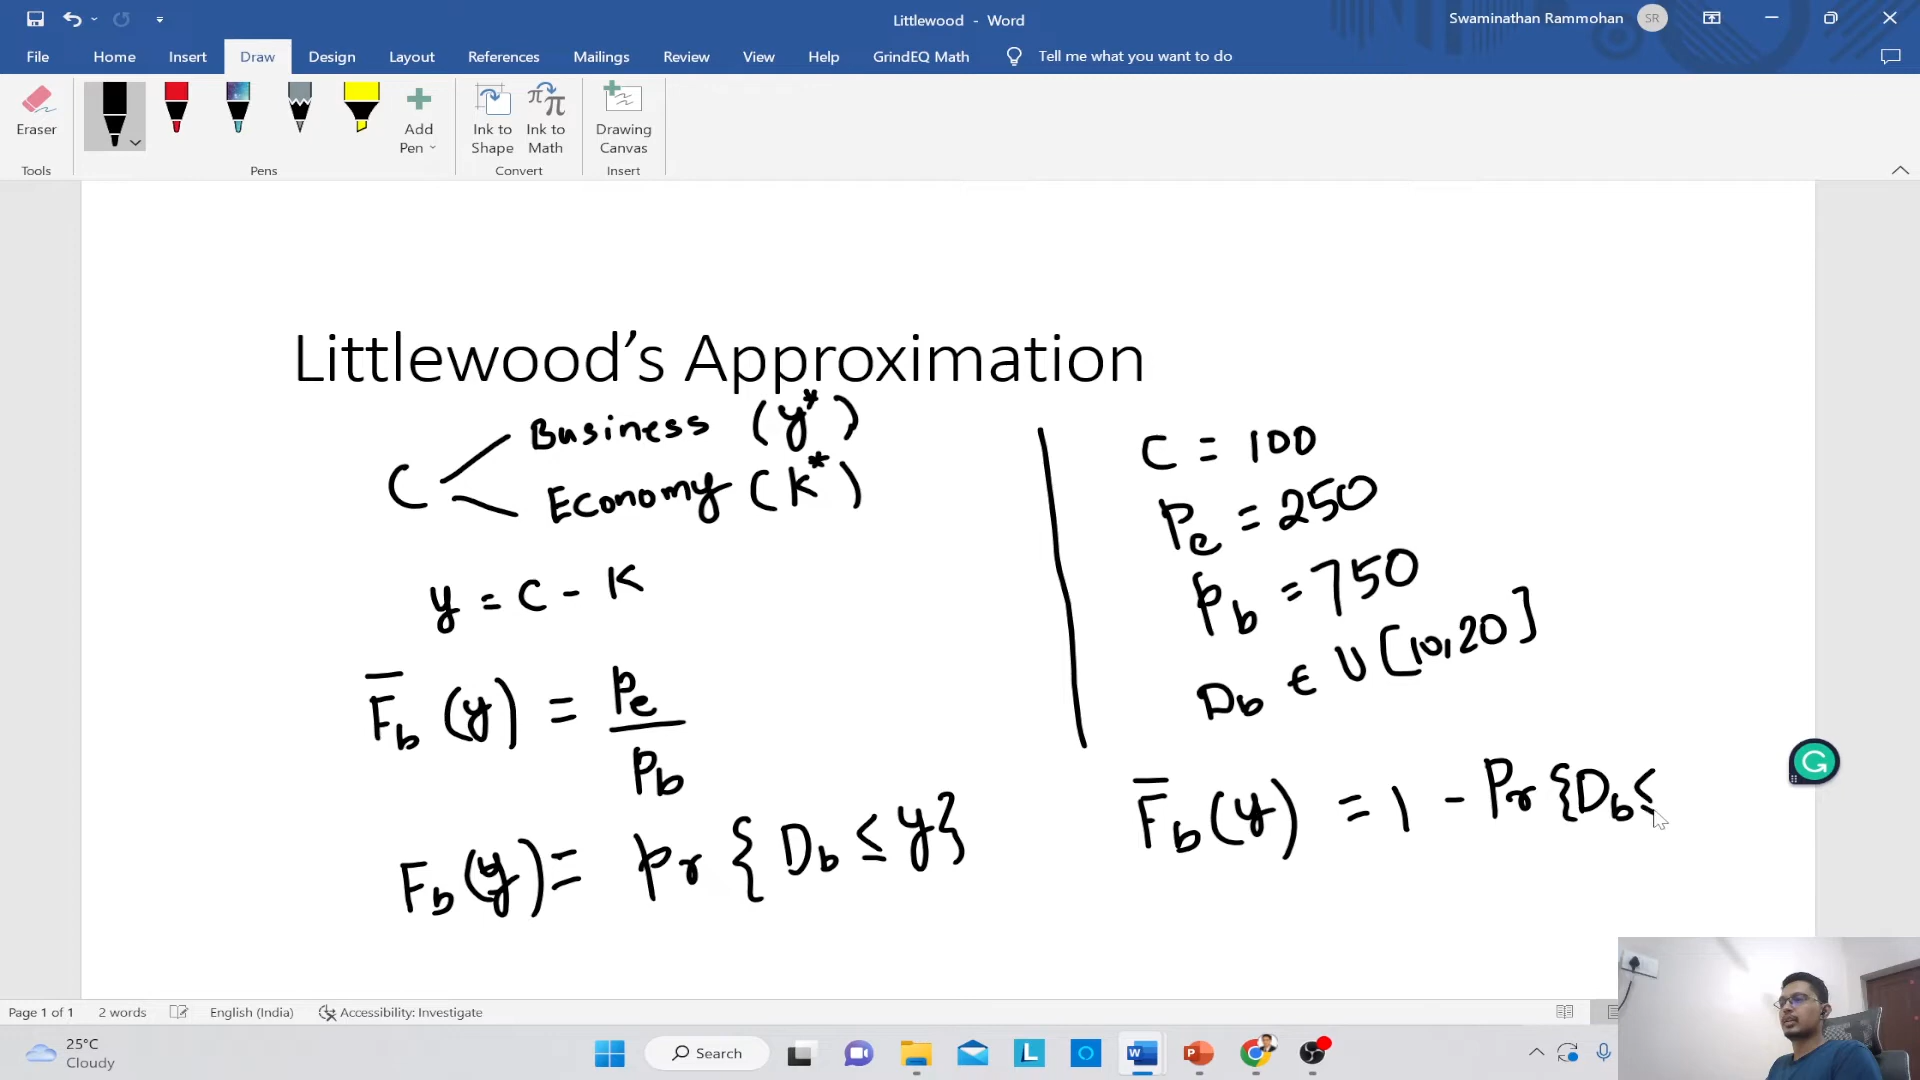 Littlewood - Word
Swaminathan Rammohan
SR
File Home Insert Draw Design Layout References Mailings Review View Help GrindEQ Math Tell me what you want to do
Eraser
Add Pen
Ink to Shape
Ink to Math
Drawing Canvas
Tools
Pens
Convert
Insert
Littlewood's Approximation
C
Business (y*)
Economy (K*)
y = C - K
F̅b (y) = Pe / Pb
Fb(y) = Pr { Db ≤ y}
C = 100
Pe = 250
Pb = 750
Db ∈ U [10,20]
F̅b(y) = 1 - Pr {Db ≤
G
Page 1 of 1 2 words English (India) Accessibility: Investigate
25°C
Cloudy
Search
L